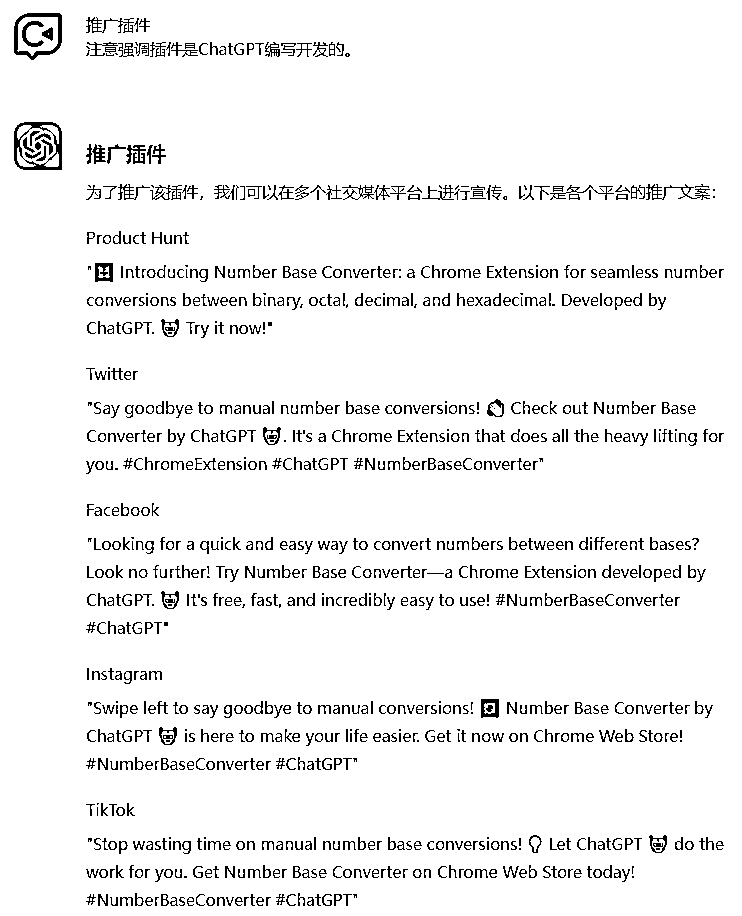 推广插件
注意强调插件是ChatGPT编写开发的。
推广插件
为了推广该插件，我们可以在多个社交媒体平台上进行宣传。以下是各个平台的推广文案：
Product Hunt
"🔢 Introducing Number Base Converter: a Chrome Extension for seamless number
conversions between binary, octal, decimal, and hexadecimal. Developed by
ChatGPT. 🤖 Try it now!"
Twitter
"Say goodbye to manual number base conversions! 👋 Check out Number Base
Converter by ChatGPT 🤖. It's a Chrome Extension that does all the heavy lifting for
you. #ChromeExtension #ChatGPT #NumberBaseConverter"
Facebook
"Looking for a quick and easy way to convert numbers between different bases?
Look no further! Try Number Base Converter—a Chrome Extension developed by
ChatGPT. 🤖 It's free, fast, and incredibly easy to use! #NumberBaseConverter
#ChatGPT"
Instagram
"Swipe left to say goodbye to manual conversions! 🔄 Number Base Converter by
ChatGPT 🤖 is here to make your life easier. Get it now on Chrome Web Store!
#NumberBaseConverter #ChatGPT"
TikTok
"Stop wasting time on manual number base conversions! 💡 Let ChatGPT 🤖 do the
work for you. Get Number Base Converter on Chrome Web Store today!
#NumberBaseConverter #ChatGPT"